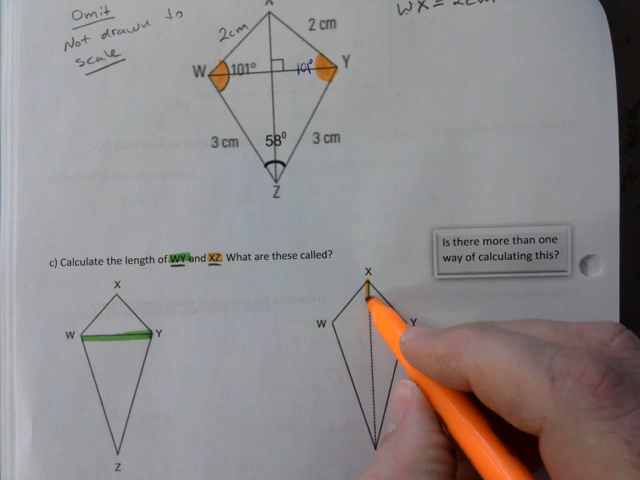 Omit
Not drawn to
scale
WX = 2cm
X
2cm
2 cm
W
101°
101°
Y
3 cm
58°
3 cm
Z
c) Calculate the length of WY and XZ. What are these called?
Is there more than one
way of calculating this?
X
W
Y
Z
X
W
Y